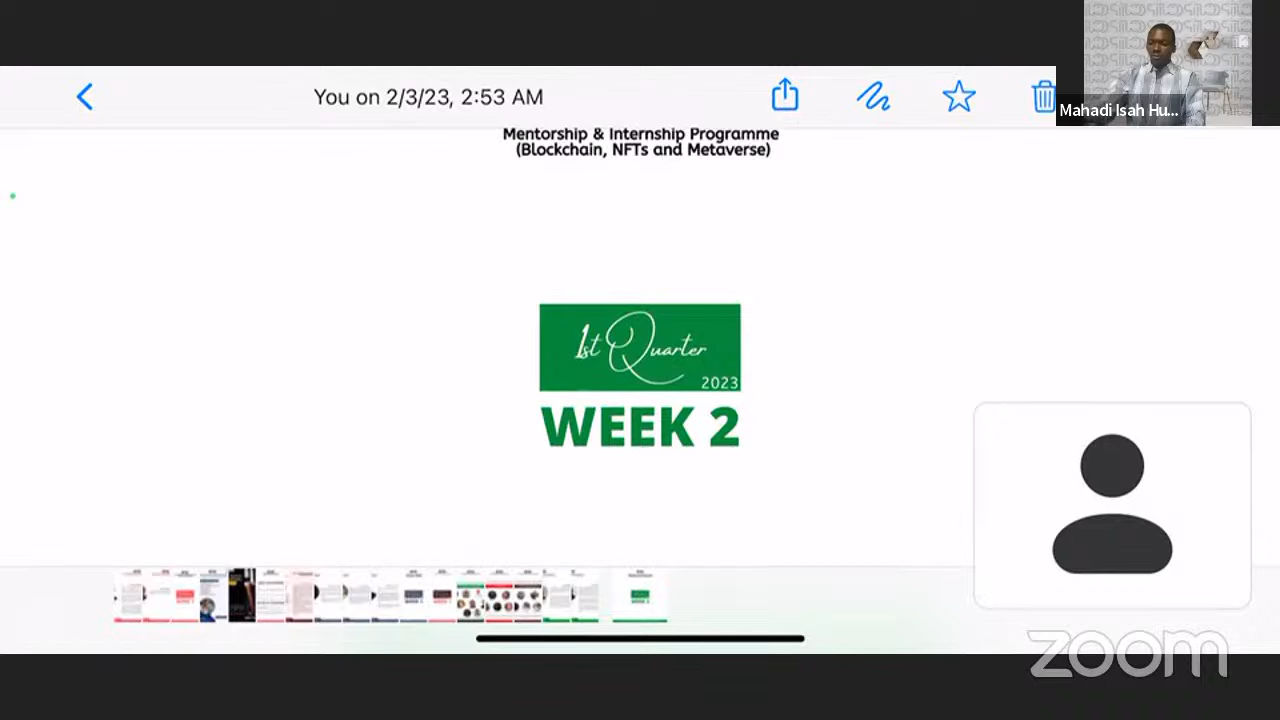 You on 2/3/23, 2:53 AM
Mahadi Isah Hu...
Mentorship & Internship Programme
(Blockchain, NFTs and Metaverse)
1st Quarter
2023
WEEK 2
zoom